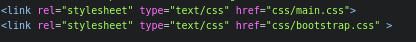 <link rel="stylesheet" type="text/css" href="css/main.css">
<link rel="stylesheet" type="text/css" href="css/bootstrap.css" >